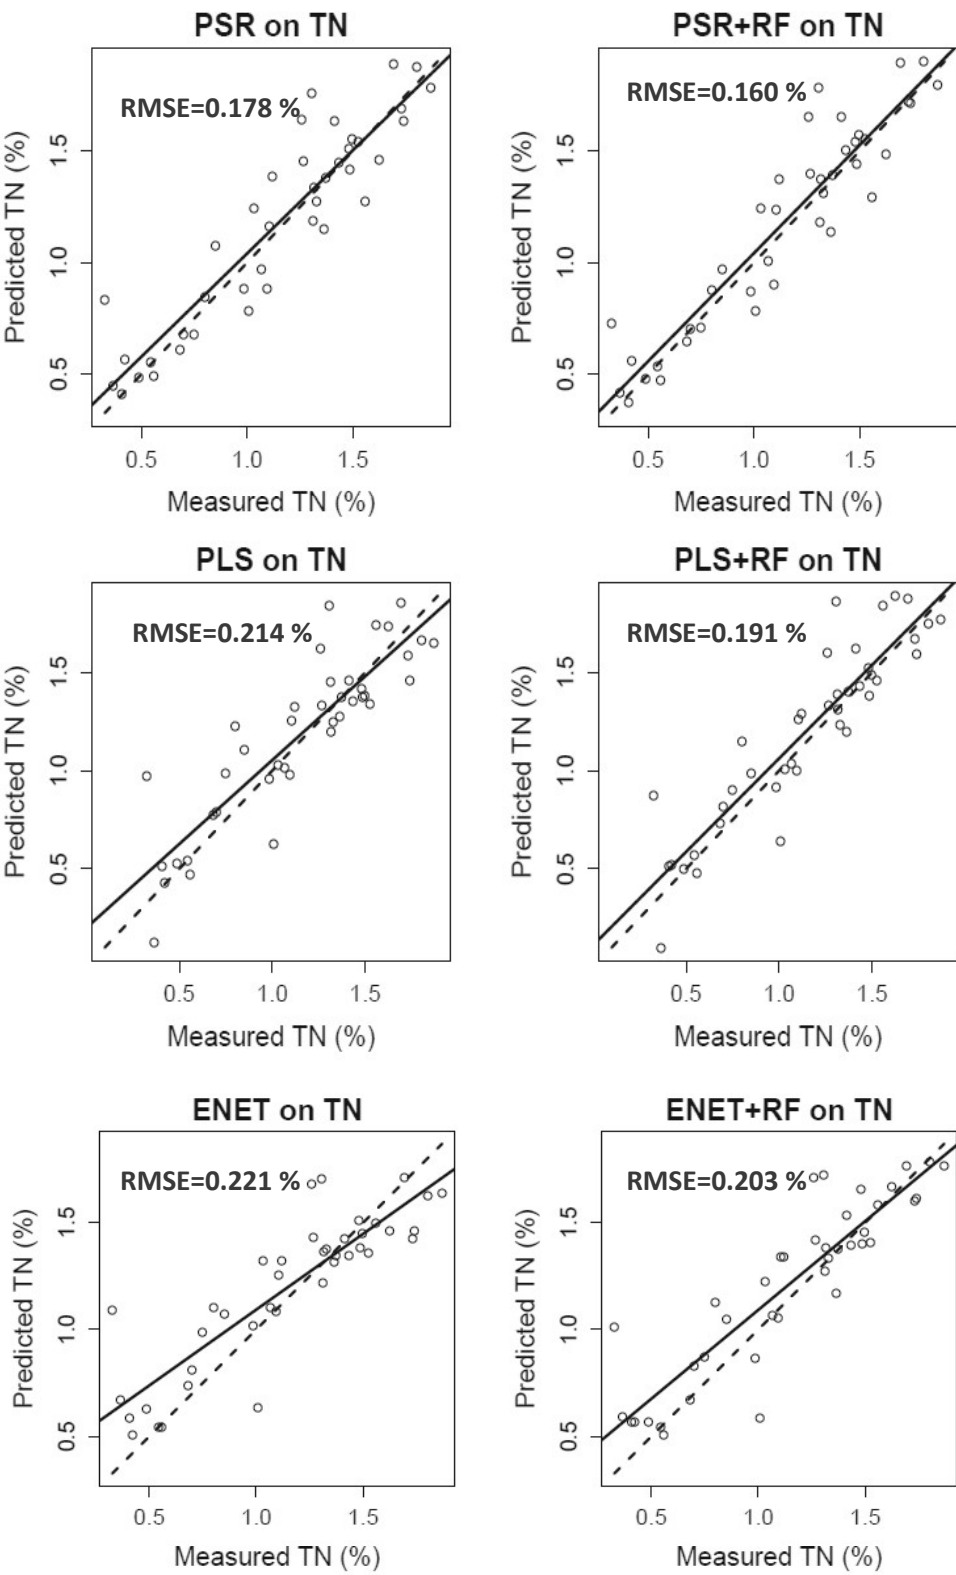 PSR on TN
RMSE=0.178 %
Predicted TN (%)
1.5
1.0
0.5
0.5 1.0 1.5
Measured TN (%)
PSR+RF on TN
RMSE=0.160 %
Predicted TN (%)
1.5
1.0
0.5
0.5 1.0 1.5
Measured TN (%)
PLS on TN
RMSE=0.214 %
Predicted TN (%)
1.5
1.0
0.5
0.5 1.0 1.5
Measured TN (%)
PLS+RF on TN
RMSE=0.191 %
Predicted TN (%)
1.5
1.0
0.5
0.5 1.0 1.5
Measured TN (%)
ENET on TN
RMSE=0.221 %
Predicted TN (%)
1.5
1.0
0.5
0.5 1.0 1.5
Measured TN (%)
ENET+RF on TN
RMSE=0.203 %
Predicted TN (%)
1.5
1.0
0.5
0.5 1.0 1.5
Measured TN (%)